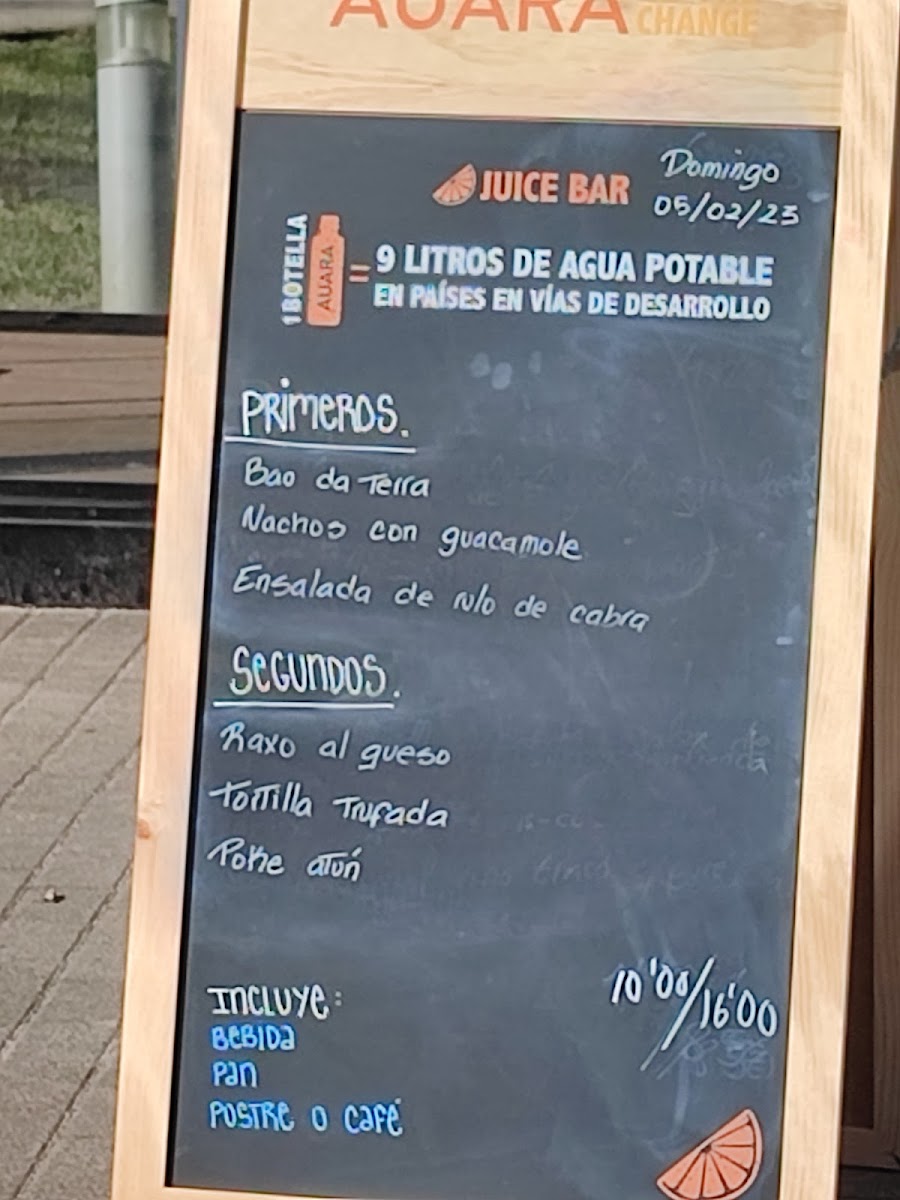 AUARA
CHANGE
JUICE BAR
Domingo
05/02/23
1 BOTELLA
AUARA
= 9 LITROS DE AGUA POTABLE
EN PAÍSES EN VÍAS DE DESARROLLO
PRIMEROS.
Bao da Terra
Nachos con guacamole
Ensalada de rulo de cabra
SEGUNDOS.
Raxo al queso
Tortilla Trufada
Poke atún
INCLUYE:
BEBIDA
PAN
POSTRE O CAFÉ
10'00/16'00